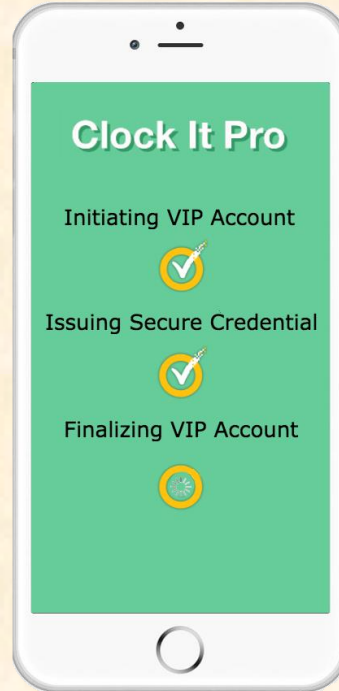 Clock It Pro
Initiating VIP Account
Issuing Secure Credential
Finalizing VIP Account